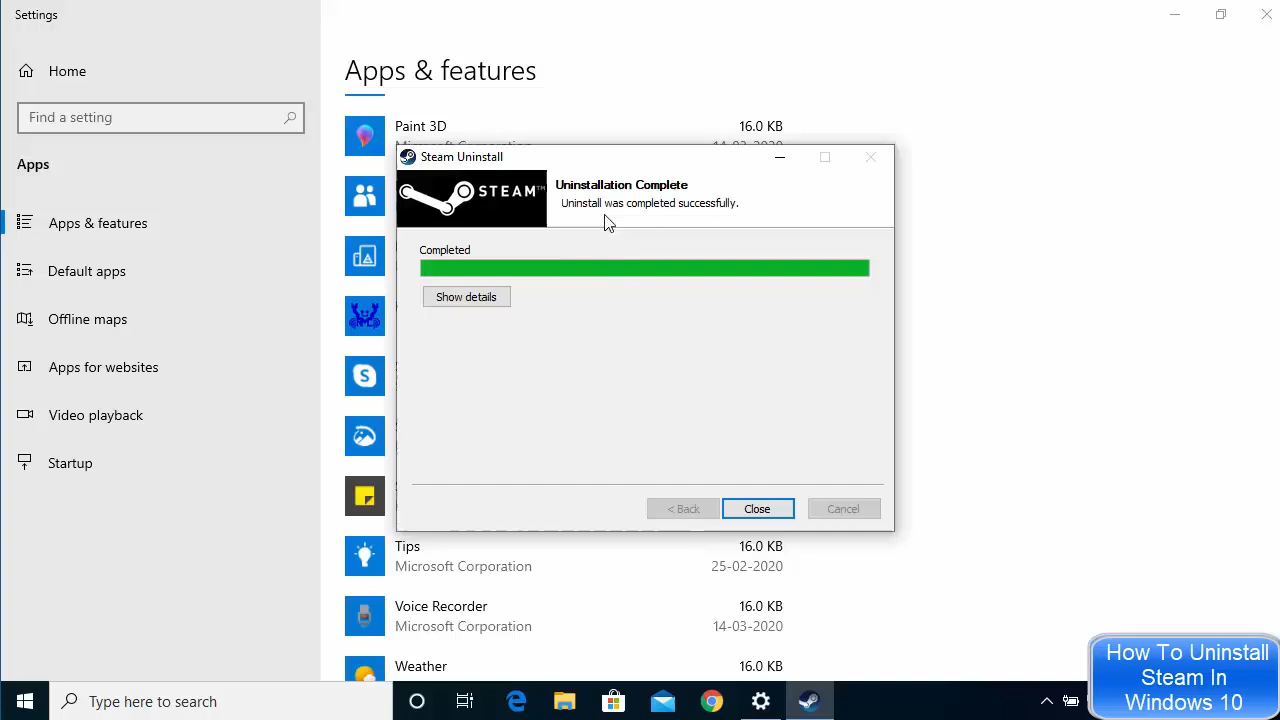 Settings
Home
Find a setting
Apps
Apps & features
Default apps
Offline maps
Apps for websites
Video playback
Startup
Apps & features
Paint 3D 16.0 KB
Steam Uninstall
STEAM™
Uninstallation Complete
Uninstall was completed successfully.
Completed
Show details
< Back
Close
Cancel
Tips 16.0 KB
Microsoft Corporation 25-02-2020
Voice Recorder 16.0 KB
Microsoft Corporation 14-03-2020
Weather 16.0 KB
Type here to search
How To Uninstall
Steam In
Windows 10